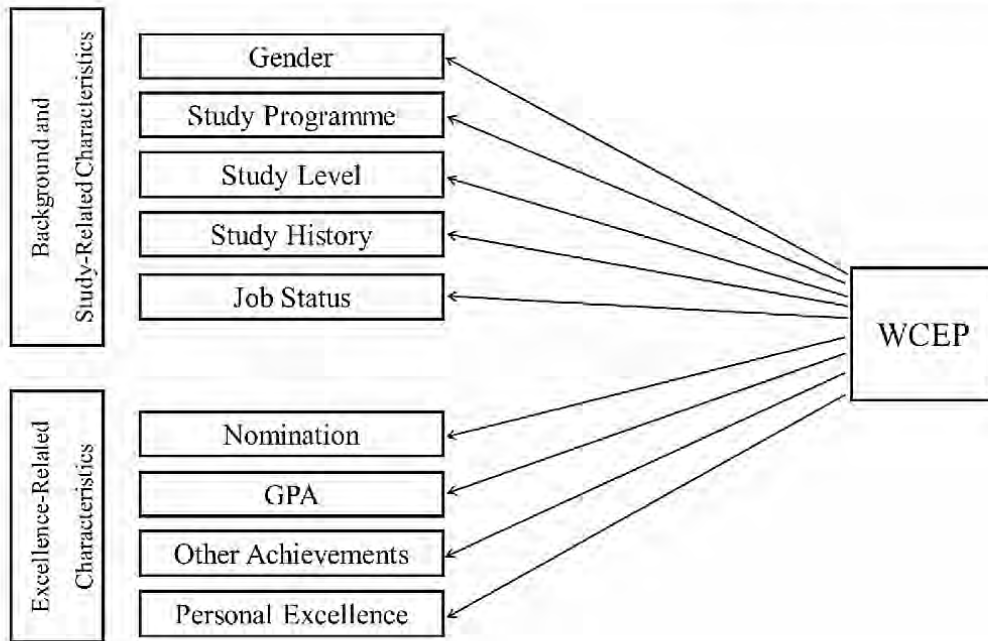 Background and
Study-Related Characteristics
Gender
Study Programme
Study Level
Study History
Job Status
WCEP
Excellence-Related
Characteristics
Nomination
GPA
Other Achievements
Personal Excellence